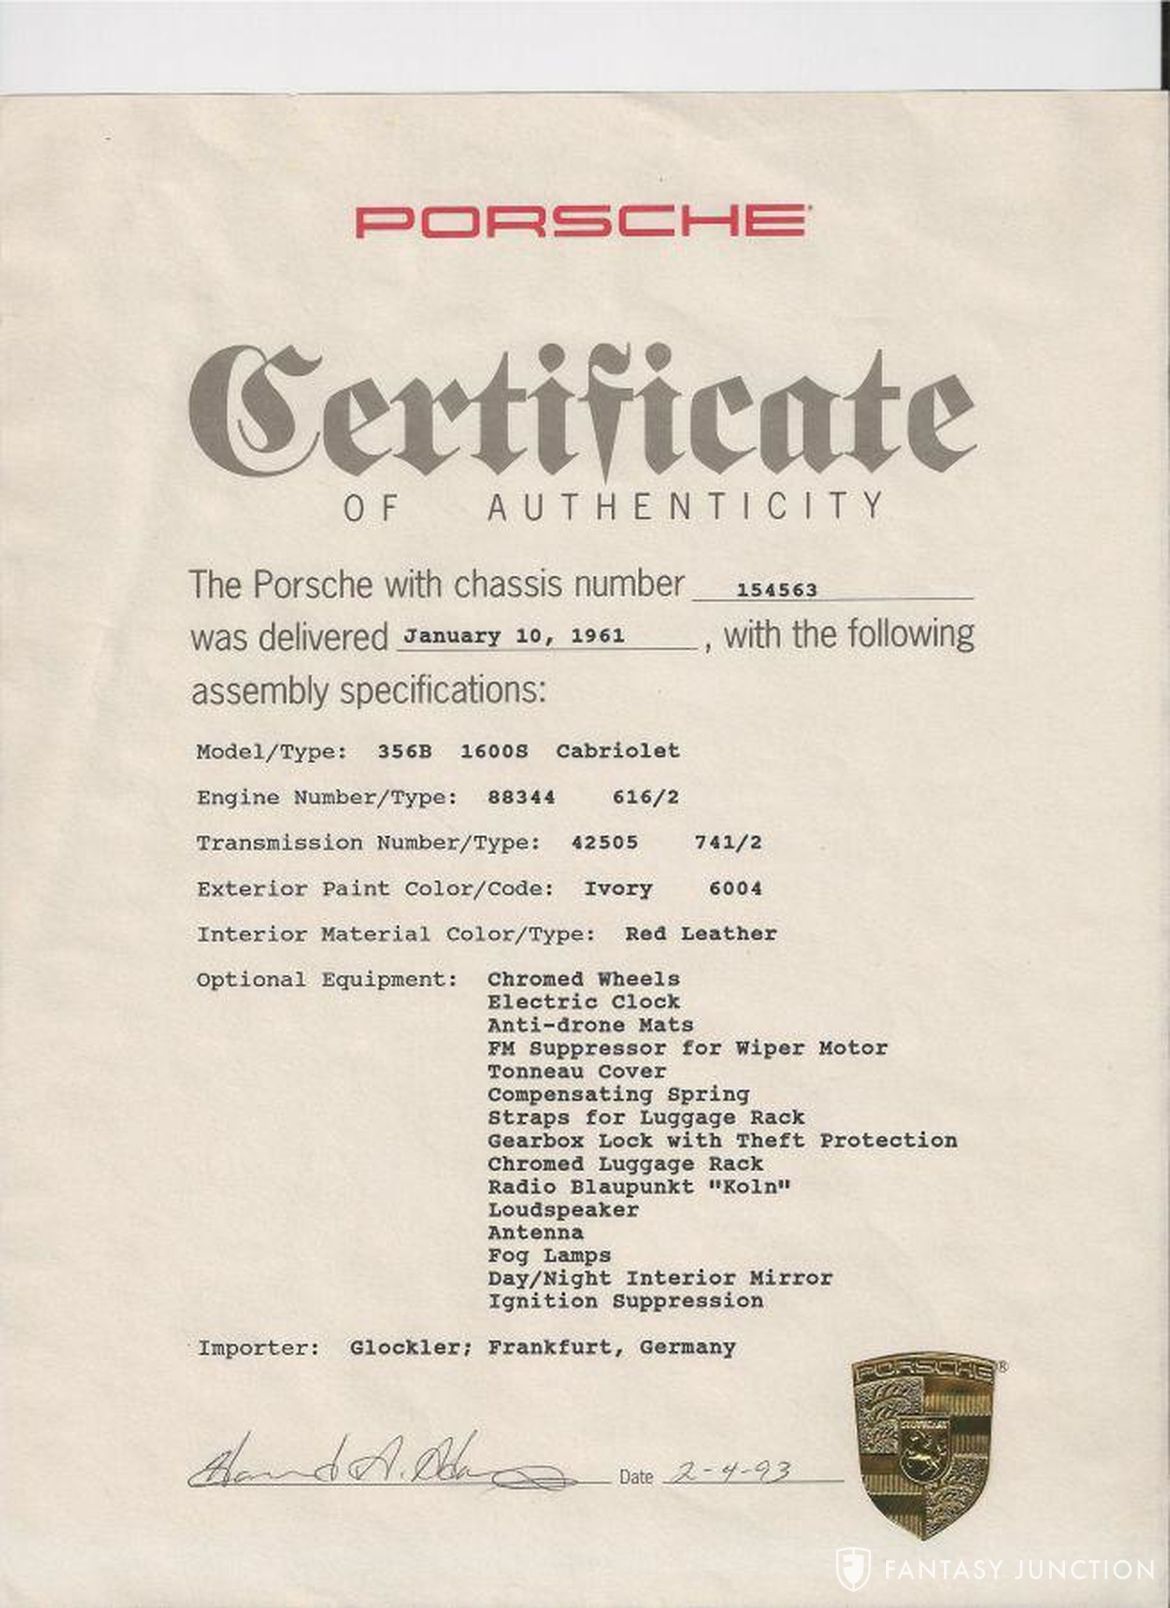 PORSCHE
Certificate
OF AUTHENTICITY
The Porsche with chassis number 154563
was delivered January 10, 1961 , with the following
assembly specifications:
Model/Type: 356B 1600S Cabriolet
Engine Number/Type: 88344 616/2
Transmission Number/Type: 42505 741/2
Exterior Paint Color/Code: Ivory 6004
Interior Material Color/Type: Red Leather
Optional Equipment: Chromed Wheels
Electric Clock
Anti-drone Mats
FM Suppressor for Wiper Motor
Tonneau Cover
Compensating Spring
Straps for Luggage Rack
Gearbox Lock with Theft Protection
Chromed Luggage Rack
Radio Blaupunkt "Koln"
Loudspeaker
Antenna
Fog Lamps
Day/Night Interior Mirror
Ignition Suppression
Importer: Glockler; Frankfurt, Germany
PORSCHE ®
Date 2-4-93
FANTASY JUNCTION